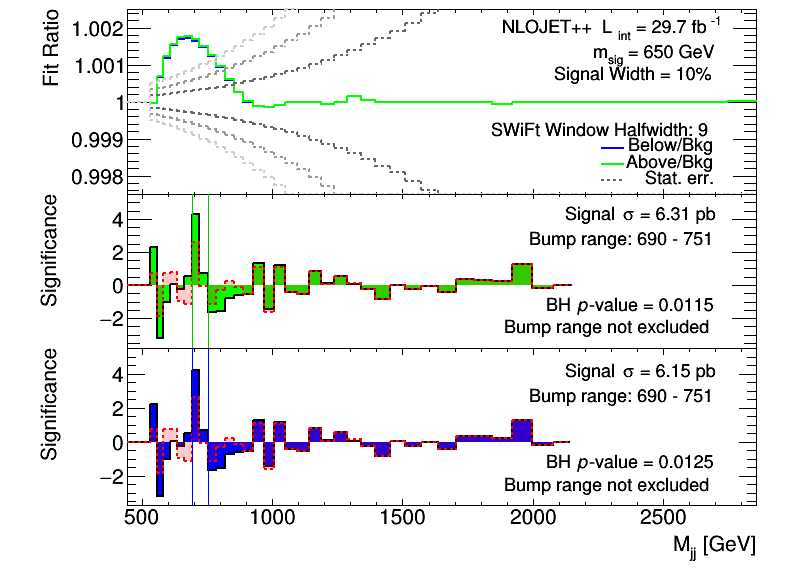 Fit Ratio
1.002
1.001
1
0.999
0.998
NLOJET++ L int = 29.7 fb -1
m sig = 650 GeV
Signal Width = 10%
SWiFt Window Halfwidth: 9
Below/Bkg
Above/Bkg
Stat. err.
Significance
4
2
0
−2
Signal σ = 6.31 pb
Bump range: 690 - 751
BH p-value = 0.0115
Bump range not excluded
Significance
4
2
0
−2
Signal σ = 6.15 pb
Bump range: 690 - 751
BH p-value = 0.0125
Bump range not excluded
500 1000 1500 2000 2500
Mjj [GeV]